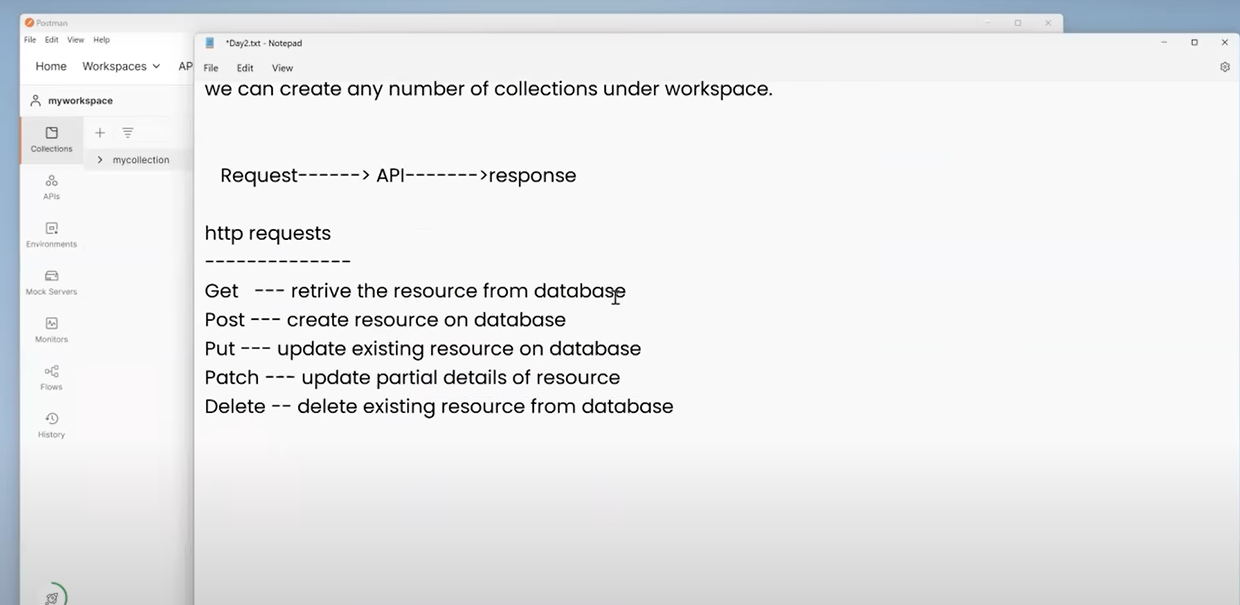 Postman
File Edit View Help
Home Workspaces AP
myworkspace
Collections
mycollection
APIs
Environments
Mock Servers
Monitors
Flows
History
*Day2.txt - Notepad
File Edit View
we can create any number of collections under workspace.
Request------> API------->response
http requests
--------------
Get --- retrive the resource from database
Post --- create resource on database
Put --- update existing resource on database
Patch --- update partial details of resource
Delete -- delete existing resource from database